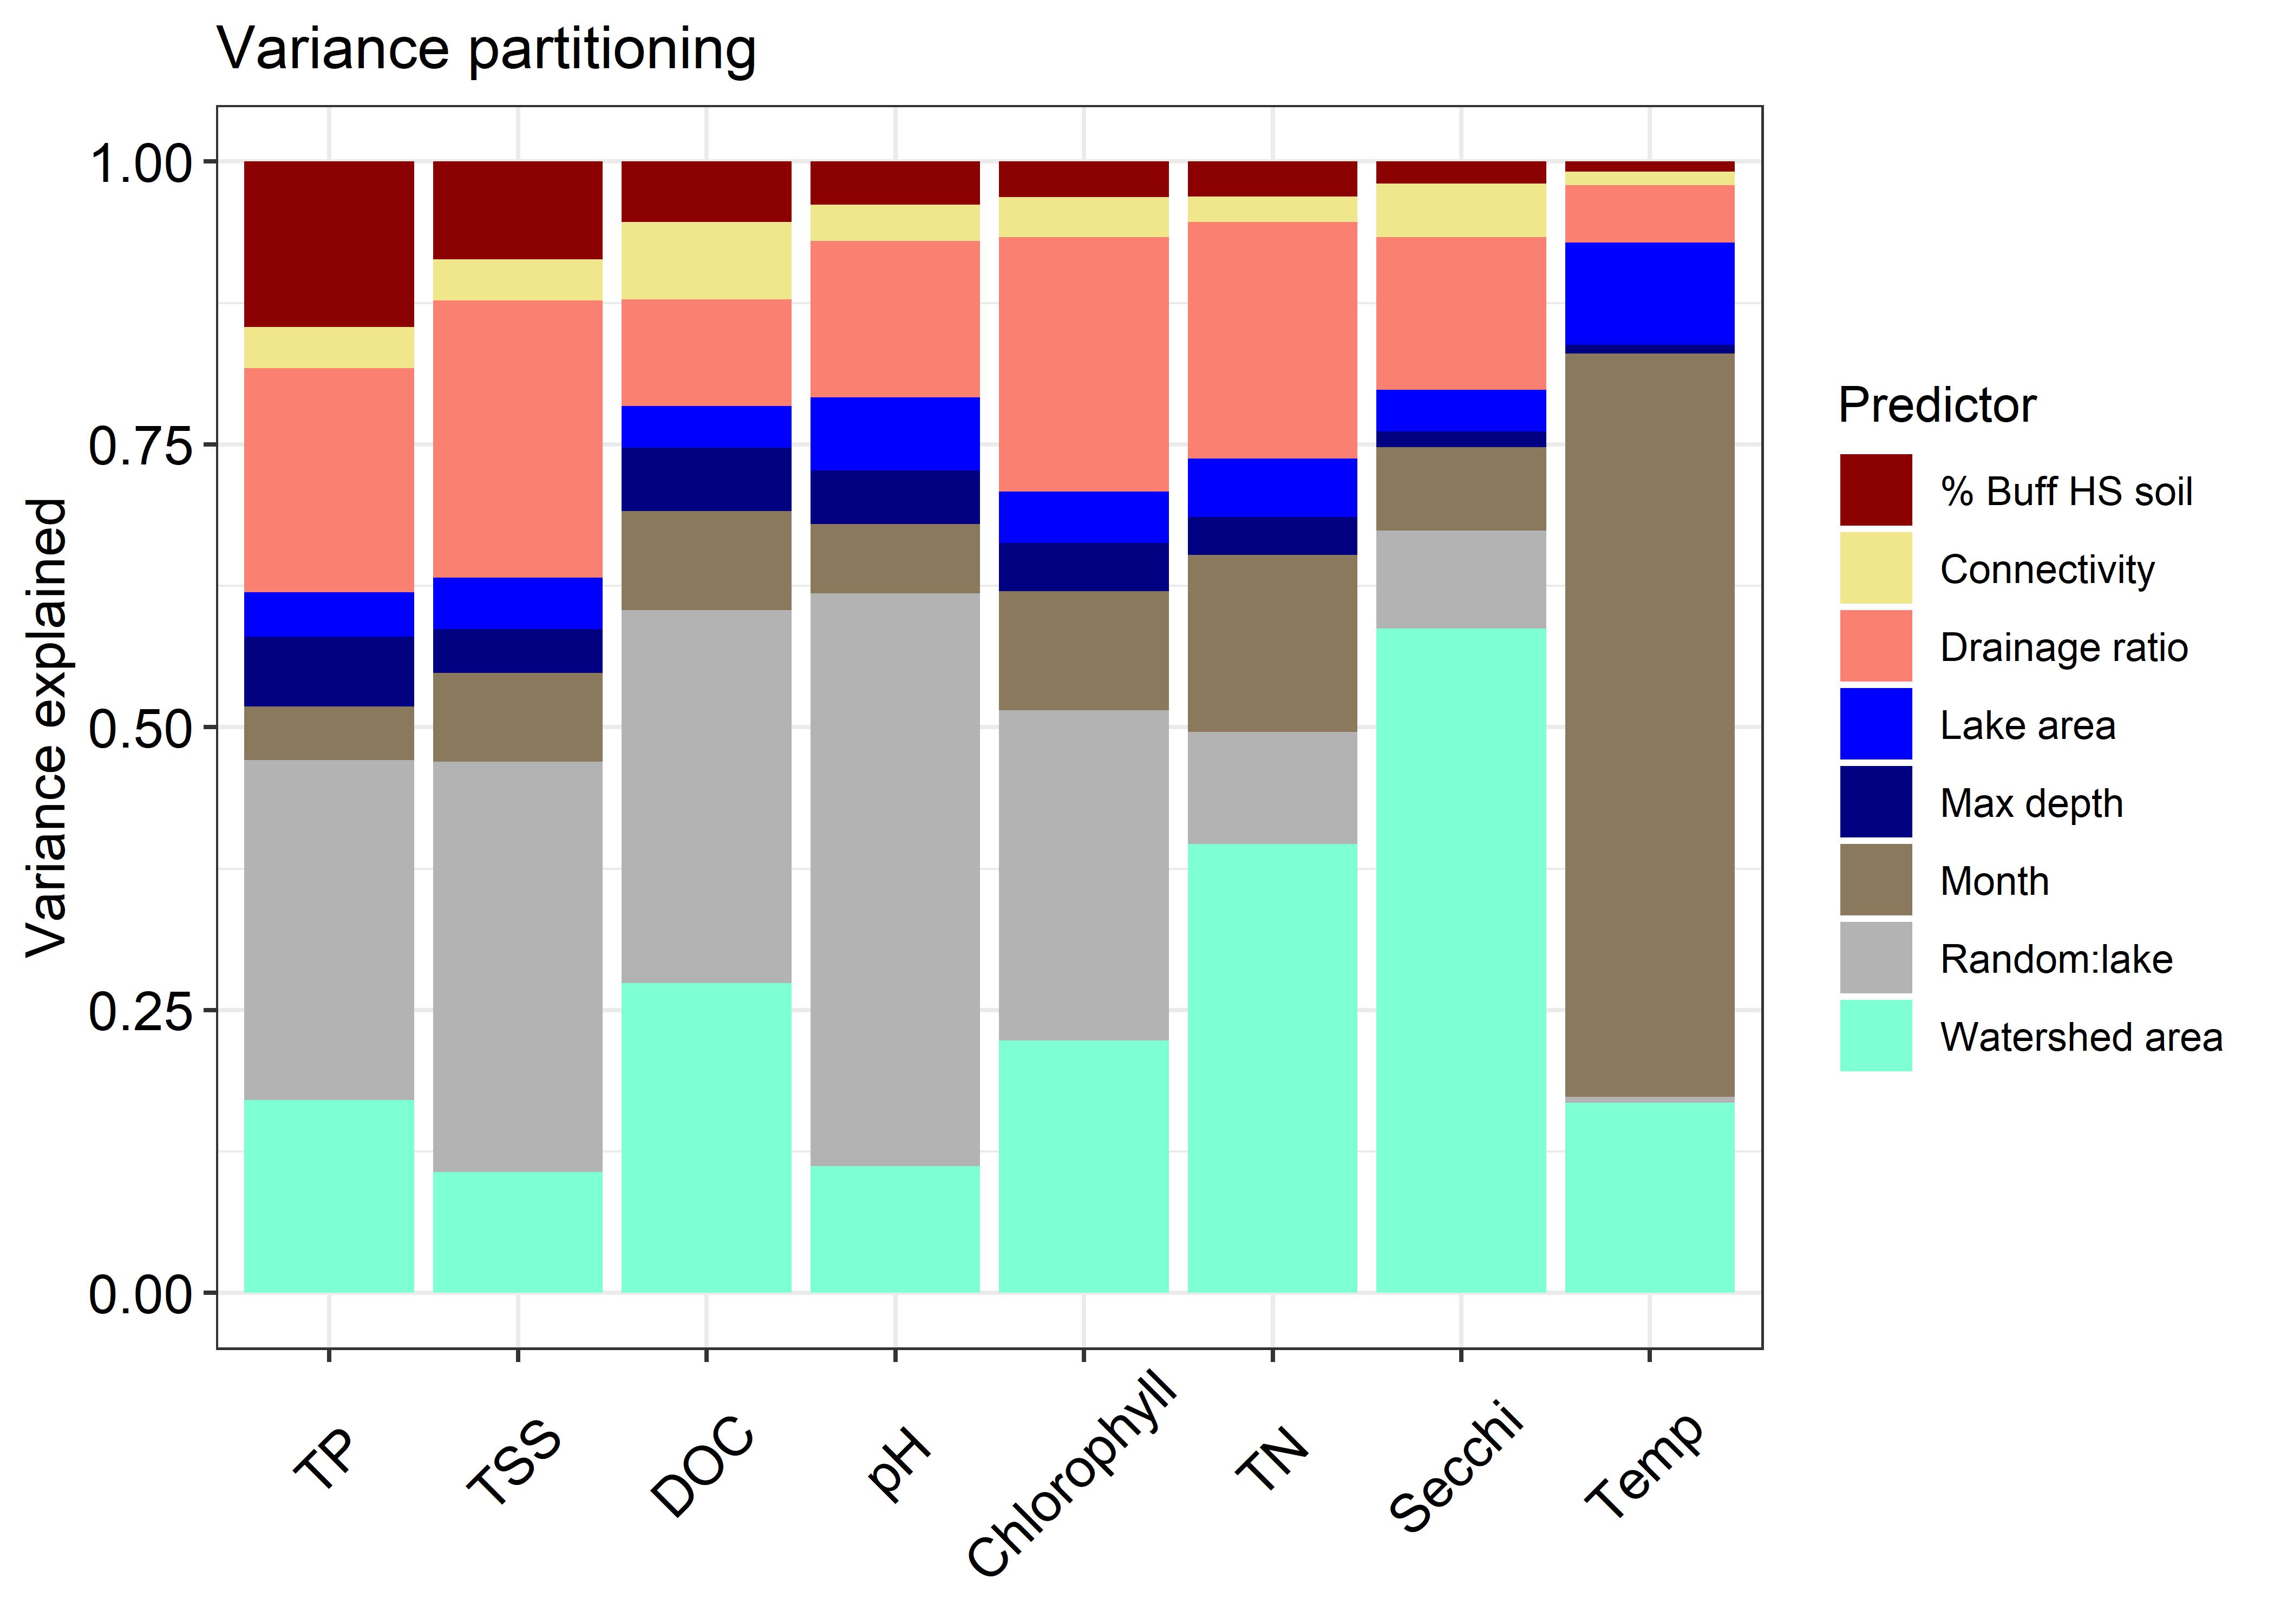 Variance partitioning
Variance explained
1.00
0.75
0.50
0.25
0.00
TP
TSS
DOC
pH
Chlorophyll
TN
Secchi
Temp
Predictor
% Buff HS soil
Connectivity
Drainage ratio
Lake area
Max depth
Month
Random:lake
Watershed area